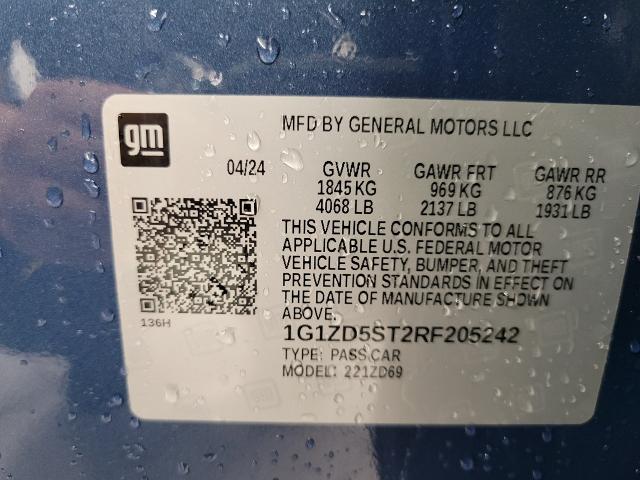 gm
MFD BY GENERAL MOTORS LLC
04/24 GVWR GAWR FRT GAWR RR
1845 KG 969 KG 876 KG
4068 LB 2137 LB 1931 LB
THIS VEHICLE CONFORMS TO ALL
APPLICABLE U.S. FEDERAL MOTOR
VEHICLE SAFETY, BUMPER, AND THEFT
PREVENTION STANDARDS IN EFFECT ON
THE DATE OF MANUFACTURE SHOWN
ABOVE.
136H
1G1ZD5ST2RF205242
TYPE: PASS CAR
MODEL: 221ZD69